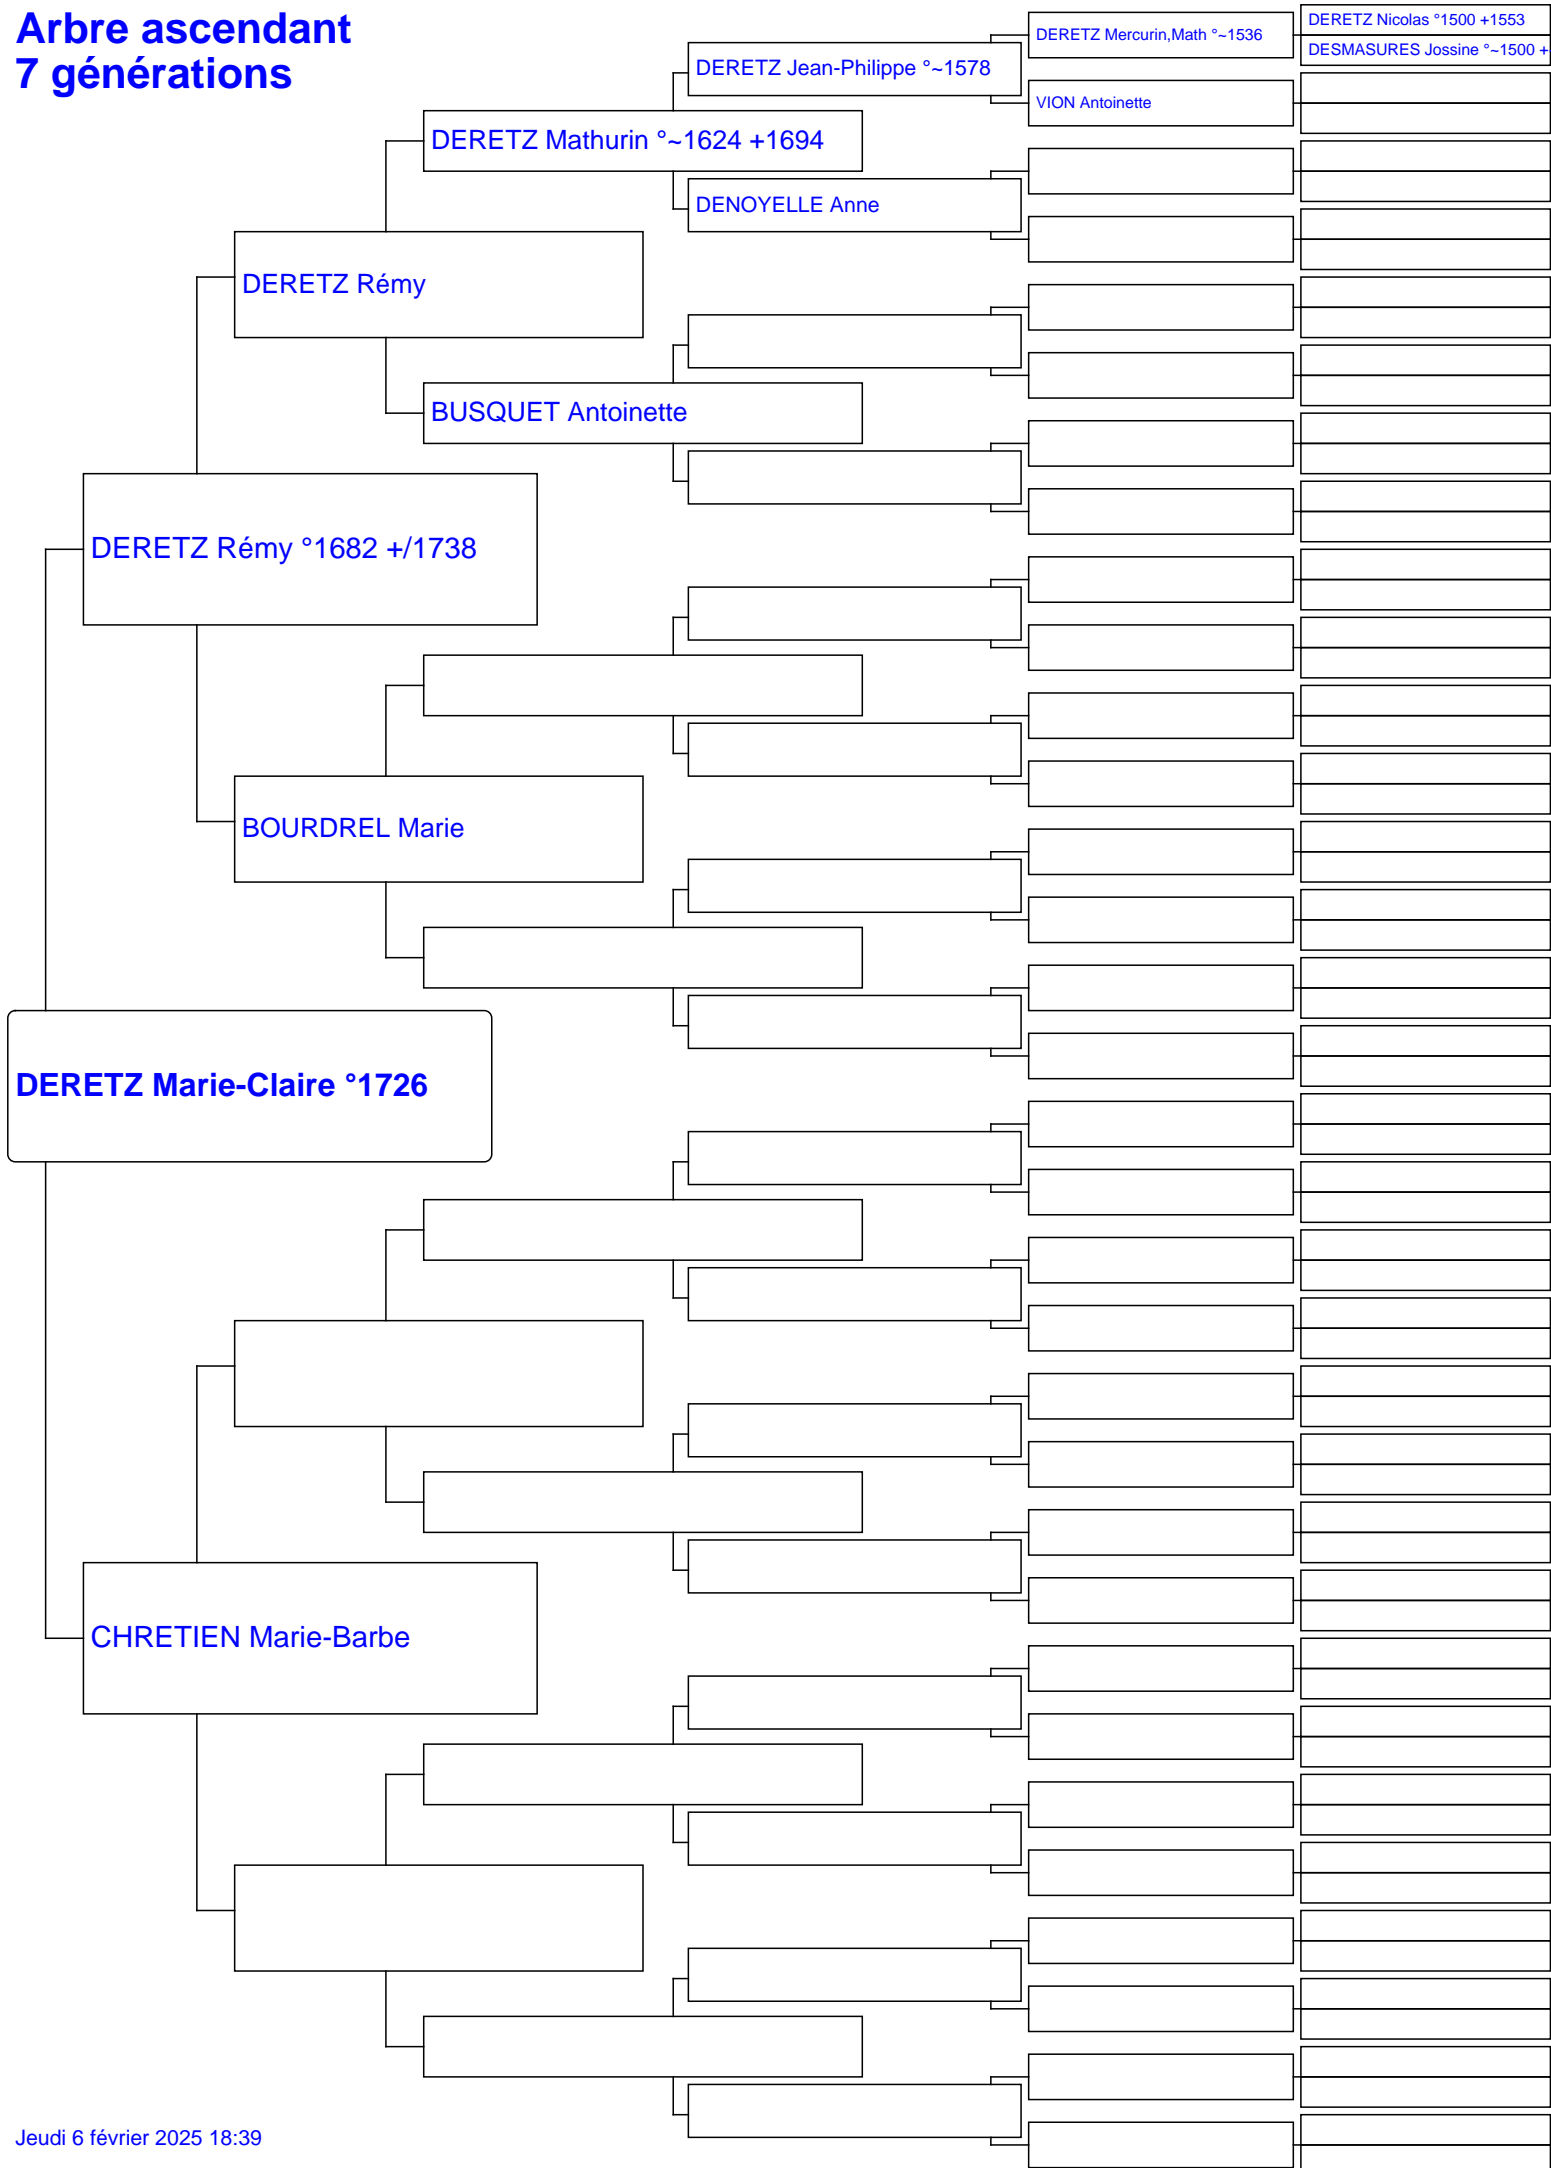 Arbre ascendant
7 générations
DERETZ Nicolas °1500 +1553
DERETZ Mercurin,Math °~1536
DESMASURES Jossine °~1500 +
DERETZ Jean-Philippe °~1578
VION Antoinette
DERETZ Mathurin °~1624 +1694
DENOYELLE Anne
DERETZ Rémy
BUSQUET Antoinette
DERETZ Rémy °1682 +/1738
BOURDREL Marie
DERETZ Marie-Claire °1726
CHRETIEN Marie-Barbe
Jeudi 6 février 2025 18:39